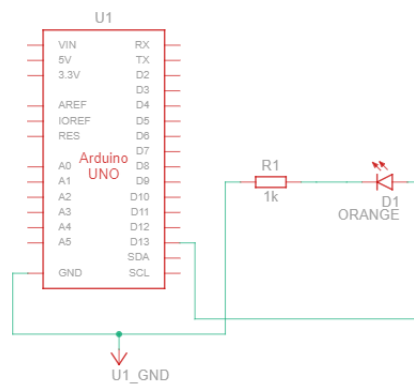 U1
VIN RX
5V TX
3.3V D2
D3
AREF D4
IOREF D5
RES D6
D7
Arduino
UNO
A0 D8
A1 D9
A2 D10
A3 D11
A4 D12
A5 D13
SDA
GND SCL
R1
1k
D1
ORANGE
U1_GND